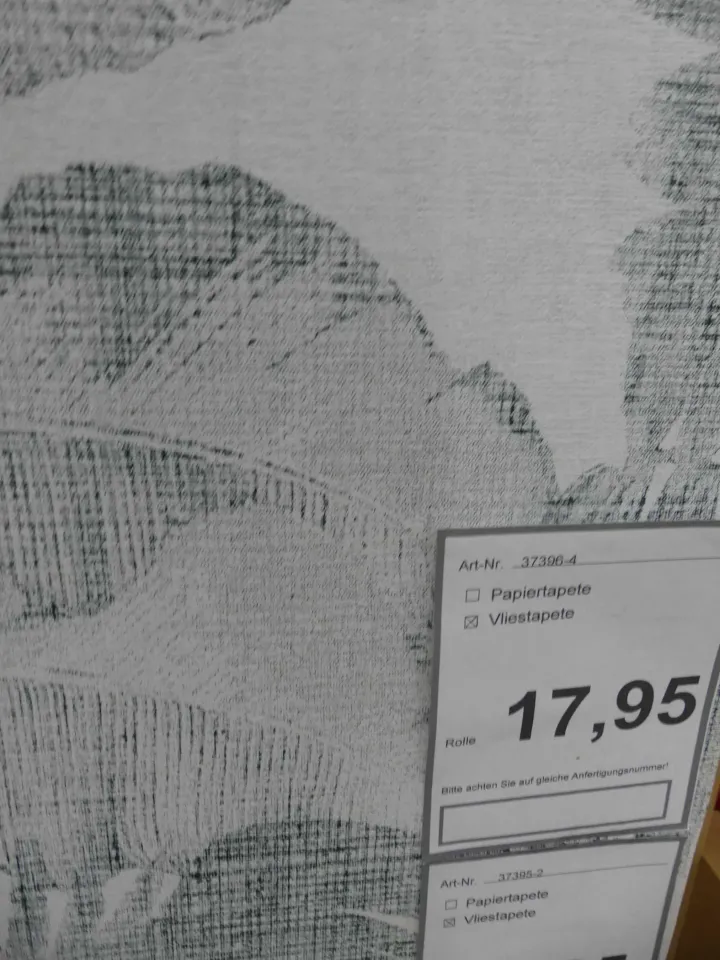 Art-Nr. 37396-4
☐ Papiertapete
☒ Vliestapete
17,95
Rolle
Bitte achten Sie auf gleiche Anfertigungsnummer!
Art-Nr. 37395-2
☐ Papiertapete
☒ Vliestapete